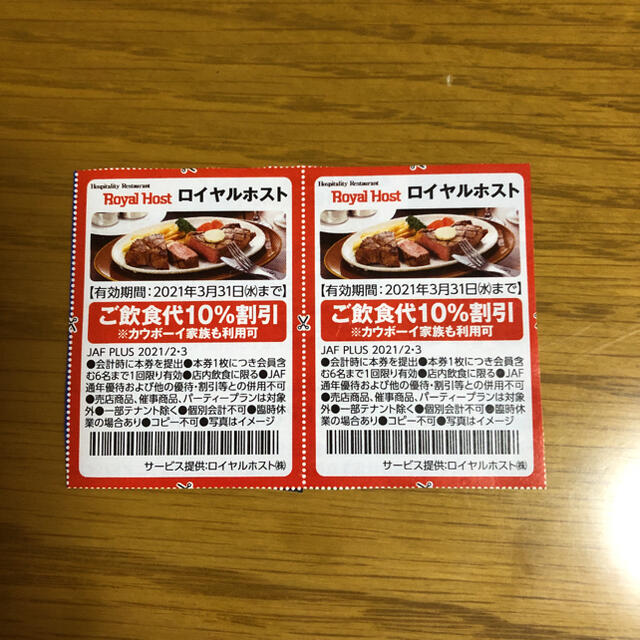 Hospitality Restaurant
Royal Host ロイヤルホスト
【有効期間:2021年3月31日㈬まで】
ご飲食代10%割引
※カウボーイ家族も利用可
JAF PLUS 2021/2・3
●会計時に本券を提出●本券1枚につき会員含
む6名まで1回限り有効●店内飲食に限る●JAF
通年優待および他の優待・割引等との併用不可
●売店商品、催事商品、パーティープランは対象
外●一部テナント除く●個別会計不可●臨時休
業の場合あり●コピー不可●写真はイメージ
サービス提供:ロイヤルホスト㈱
Hospitality Restaurant
Royal Host ロイヤルホスト
【有効期間:2021年3月31日㈬まで】
ご飲食代10%割引
※カウボーイ家族も利用可
JAF PLUS 2021/2・3
●会計時に本券を提出●本券1枚につき会員含
む6名まで1回限り有効●店内飲食に限る●JAF
通年優待および他の優待・割引等との併用不可
●売店商品、催事商品、パーティープランは対象
外●一部テナント除く●個別会計不可●臨時休
業の場合あり●コピー不可●写真はイメージ
サービス提供:ロイヤルホスト㈱